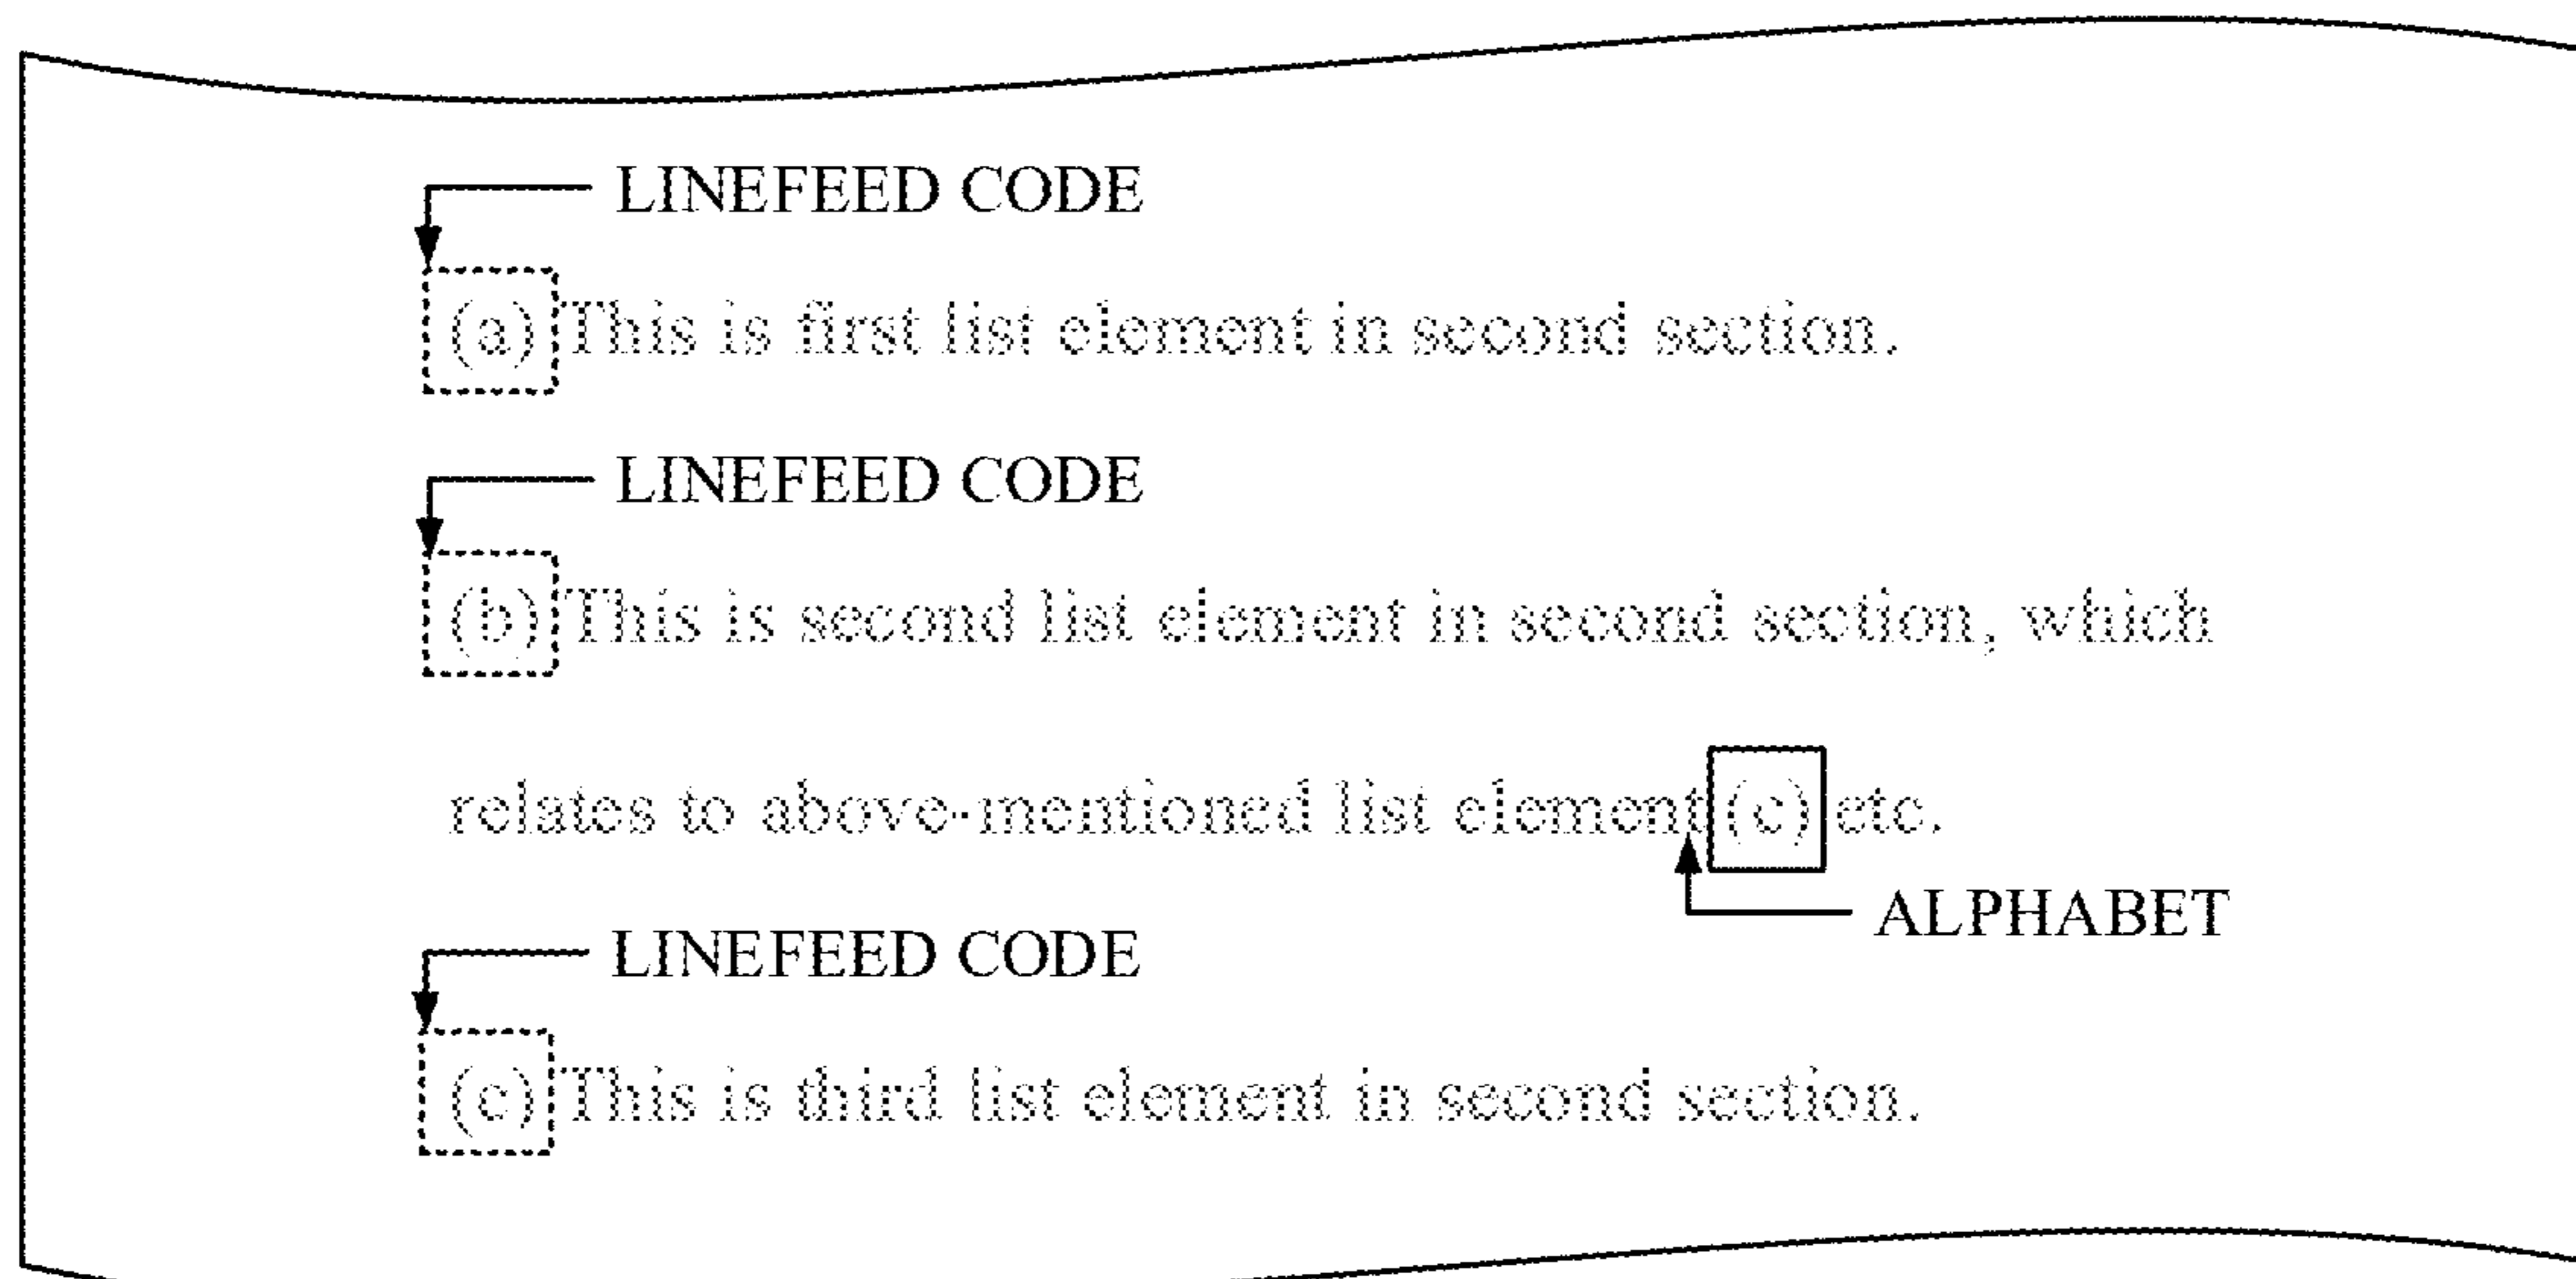 LINEFEED CODE
(a) This is first list element in second section.
LINEFEED CODE
(b) This is second list element in second section, which
relates to above-mentioned list element (c) etc.
ALPHABET
LINEFEED CODE
(c) This is third list element in second section.